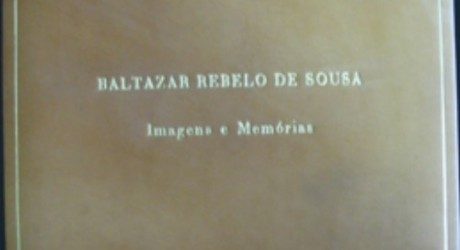 BALTAZAR REBELO DE SOUSA
Imagens e Memórias